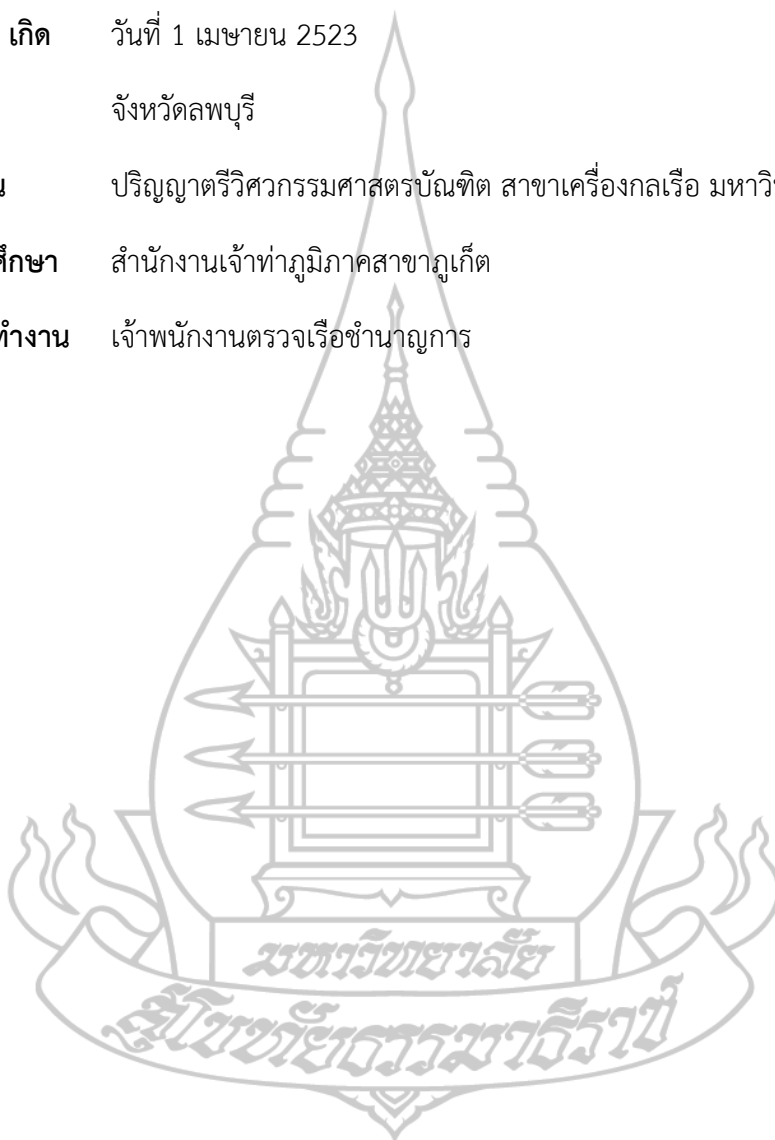 เกิด วันที่ 1 เมษายน 2523
จังหวัดลพบุรี
ปริญญาตรีวิศวกรรมศาสตรบัณฑิต สาขาเครื่องกลเรือ
ศึกษา สำนักงานเจ้าท่าภูมิภาคสาขาภูเก็ต
ทำงาน เจ้าพนักงานตรวจเรือชำนาญการ
มหาวิทยาลัย
สุโขทัยธรรมาธิราช